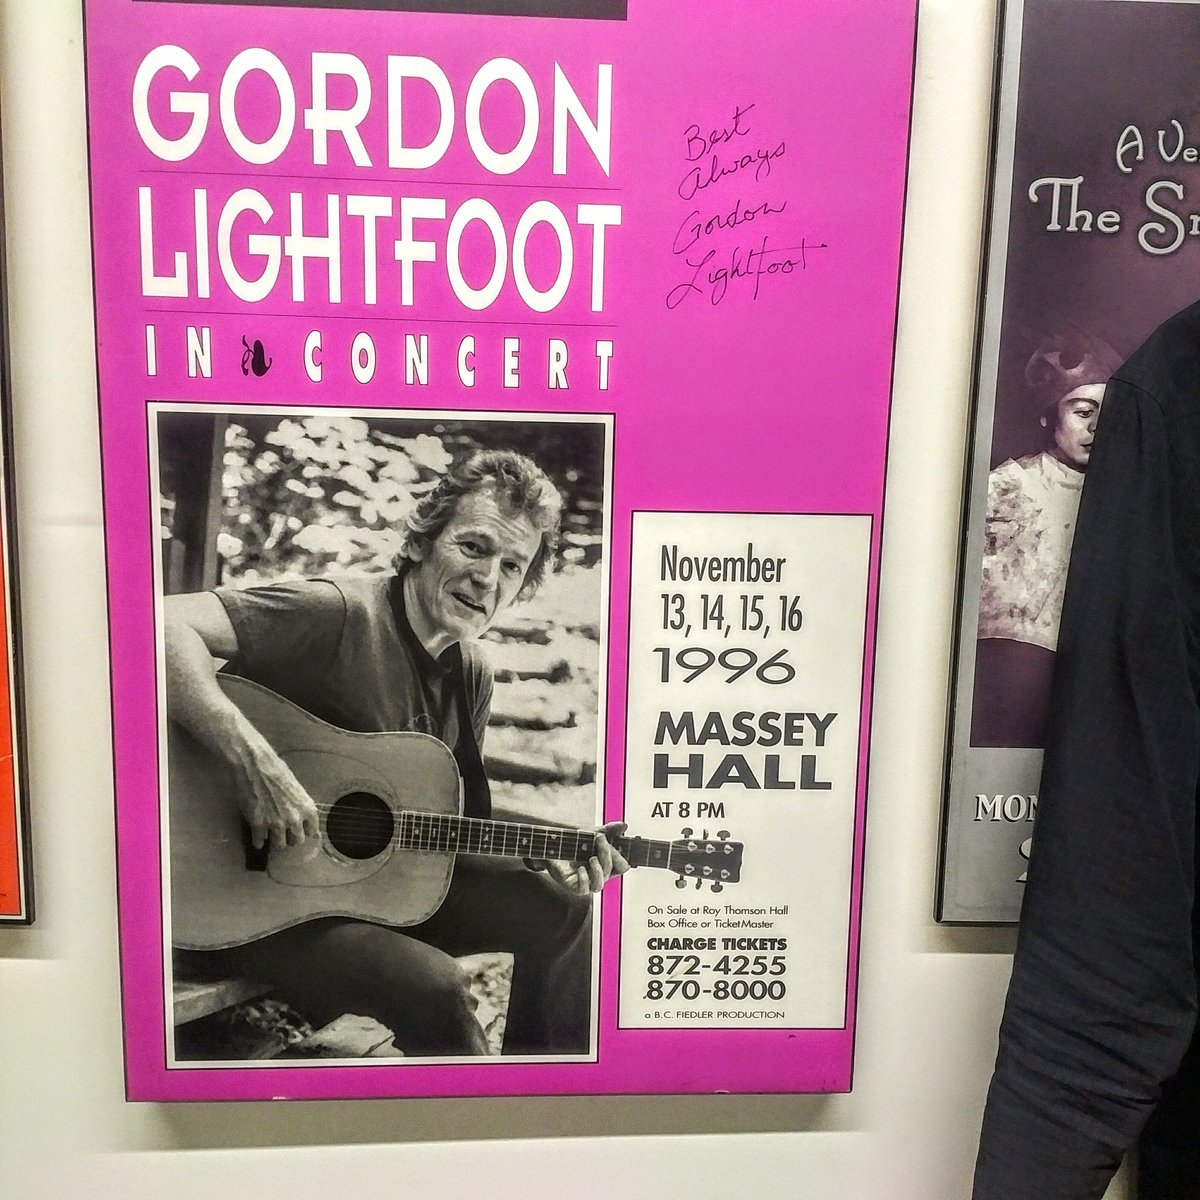 GORDON
LIGHTFOOT
IN CONCERT
Best
Always
Gordon
Lightfoot
November
13, 14, 15, 16
1996
MASSEY
HALL
AT 8 PM
On Sale at Roy Thomson Hall
Box Office or TicketMaster
CHARGE TICKETS
872-4255
870-8000
a B.C. FIEDLER PRODUCTION
A Ve
The S
MON